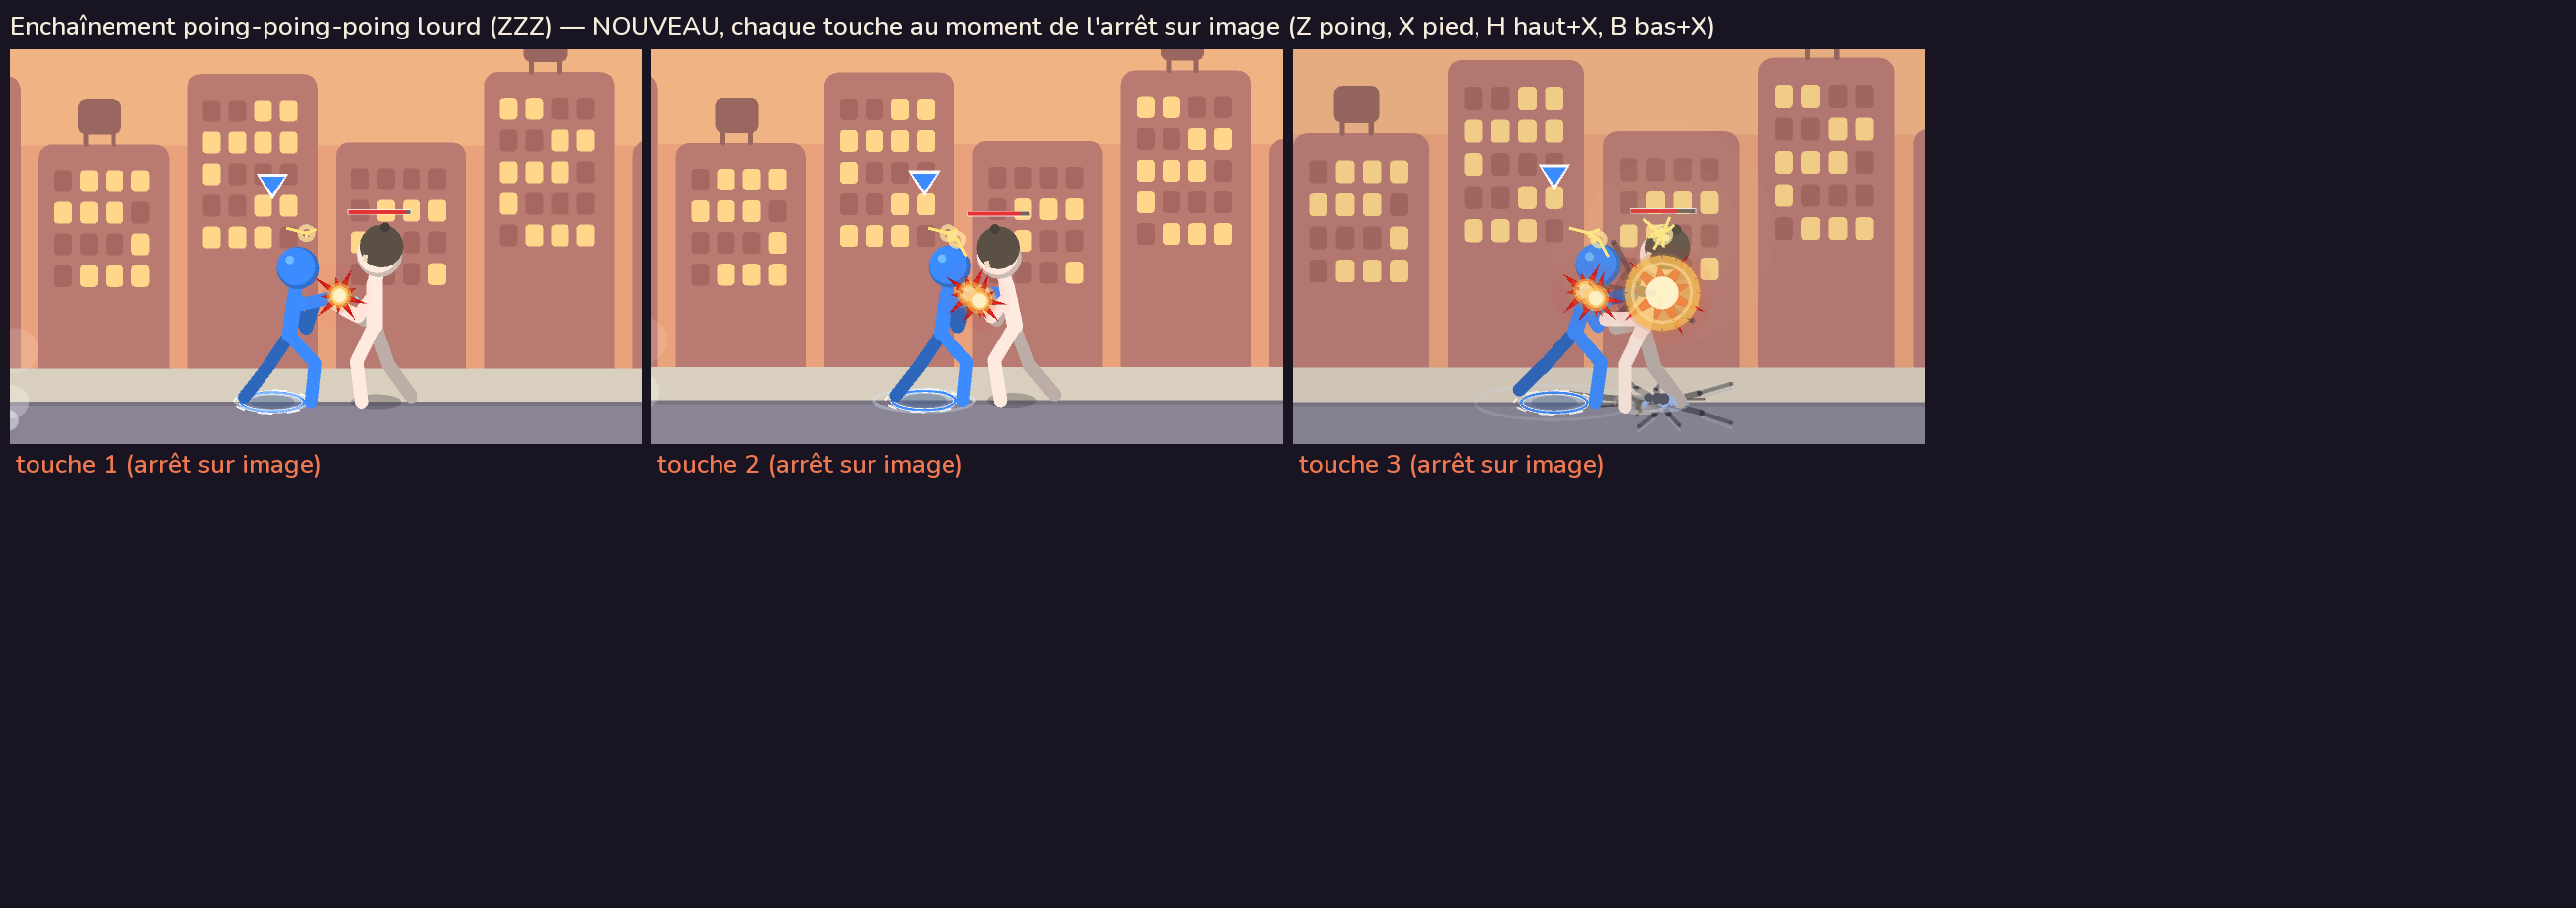 Enchaînement poing-poing-poing lourd (ZZZ) — NOUVEAU, chaque touche au moment de l'arrêt sur image (Z poing, X pied, H haut+X, B bas+X)
touche 1 (arrêt sur image)
touche 2 (arrêt sur image)
touche 3 (arrêt sur image)